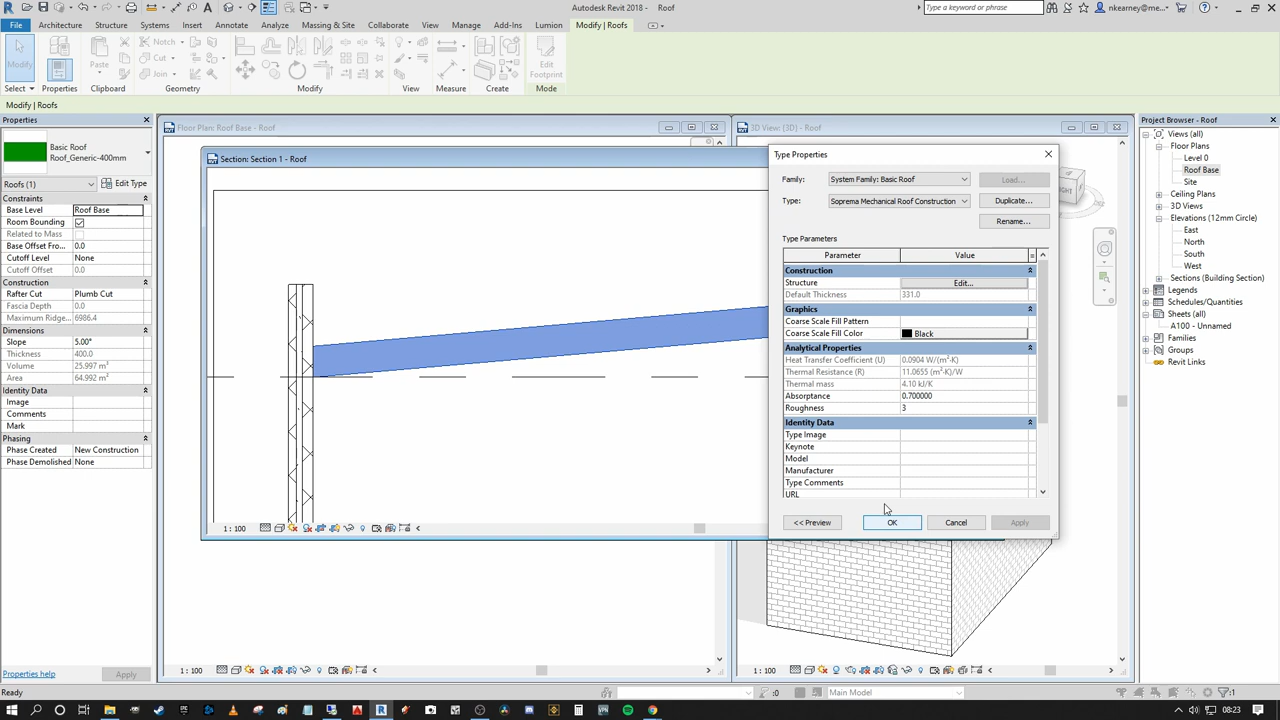 Autodesk Revit 2018 - Roof
Type a keyword or phrase
nkearney@me...
File
Architecture
Structure
Systems
Insert
Annotate
Analyze
Massing & Site
Collaborate
View
Manage
Add-Ins
Lumion
Modify | Roofs
Modify
Properties
Paste
Notch
Cut
Join
Edit
Footprint
Select
Properties
Clipboard
Geometry
Modify
View
Measure
Create
Mode
Modify | Roofs
Properties
Basic Roof
Roof_Generic-400mm
Roofs (1)
Edit Type
Constraints
Base Level Roof Base
Room Bounding
Related to Mass
Base Offset Fro... 0.0
Cutoff Level None
Cutoff Offset 0.0
Construction
Rafter Cut Plumb Cut
Fascia Depth 0.0
Maximum Ridge... 6986.4
Dimensions
Slope 5.00°
Thickness 400.0
Volume 25.997 m³
Area 64.992 m²
Identity Data
Image
Comments
Mark
Phasing
Phase Created New Construction
Phase Demolished None
Properties help
Apply
Floor Plan: Roof Base - Roof
Section: Section 1 - Roof
1 : 100
1 : 100
3D View: {3D} - Roof
RIGHT
1 : 100
Type Properties
Family: System Family: Basic Roof
Load...
Type: Soprema Mechanical Roof Construction
Duplicate...
Rename...
Type Parameters
Parameter Value =
Construction
Structure Edit...
Default Thickness 331.0
Graphics
Coarse Scale Fill Pattern
Coarse Scale Fill Color Black
Analytical Properties
Heat Transfer Coefficient (U) 0.0904 W/(m²·K)
Thermal Resistance (R) 11.0655 (m²·K)/W
Thermal mass 4.10 kJ/K
Absorptance 0.700000
Roughness 3
Identity Data
Type Image
Keynote
Model
Manufacturer
Type Comments
URL
<< Preview
OK
Cancel
Apply
Project Browser - Roof
Views (all)
Floor Plans
Level 0
Roof Base
Site
Ceiling Plans
3D Views
Elevations (12mm Circle)
East
North
South
West
Sections (Building Section)
Legends
Schedules/Quantities
Sheets (all)
A100 - Unnamed
Families
Groups
Revit Links
Ready
:0
Main Model
:1
08:23